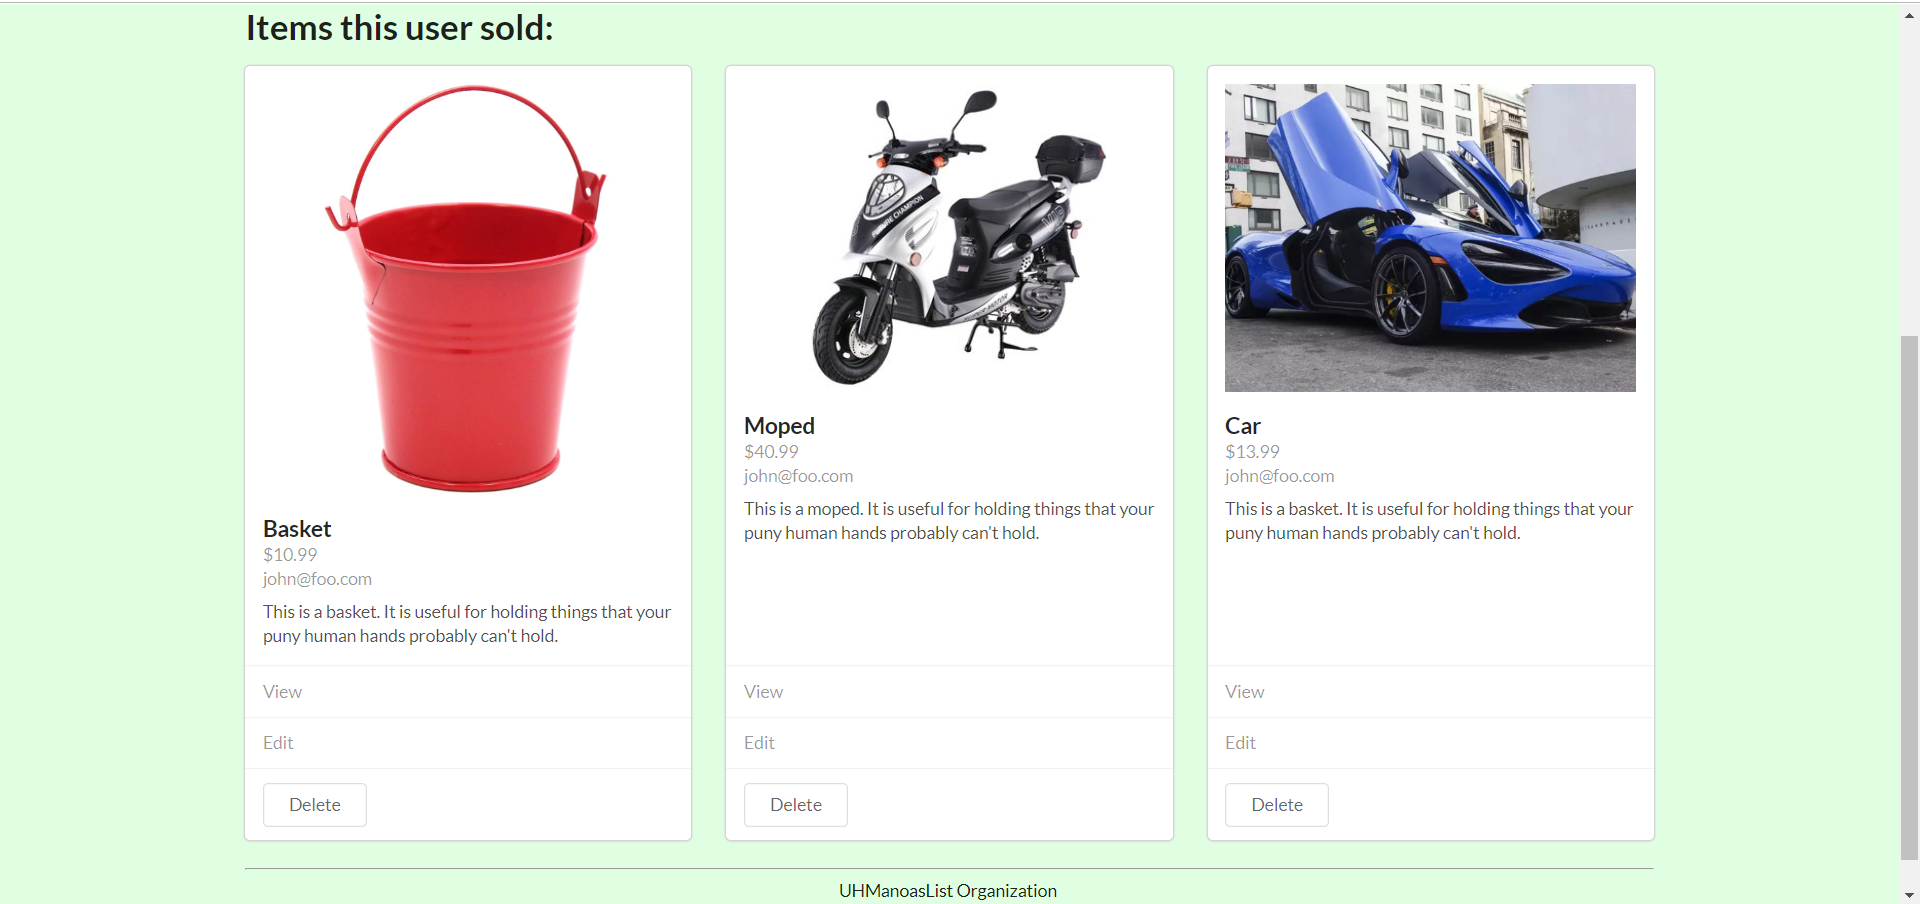 Items this user sold:
Basket
$10.99
john@foo.com
This is a basket. It is useful for holding things that your
puny human hands probably can't hold.
View
Edit
Delete
Moped
$40.99
john@foo.com
This is a moped. It is useful for holding things that your
puny human hands probably can't hold.
View
Edit
Delete
Car
$13.99
john@foo.com
This is a basket. It is useful for holding things that your
puny human hands probably can't hold.
View
Edit
Delete
UHManoasList Organization